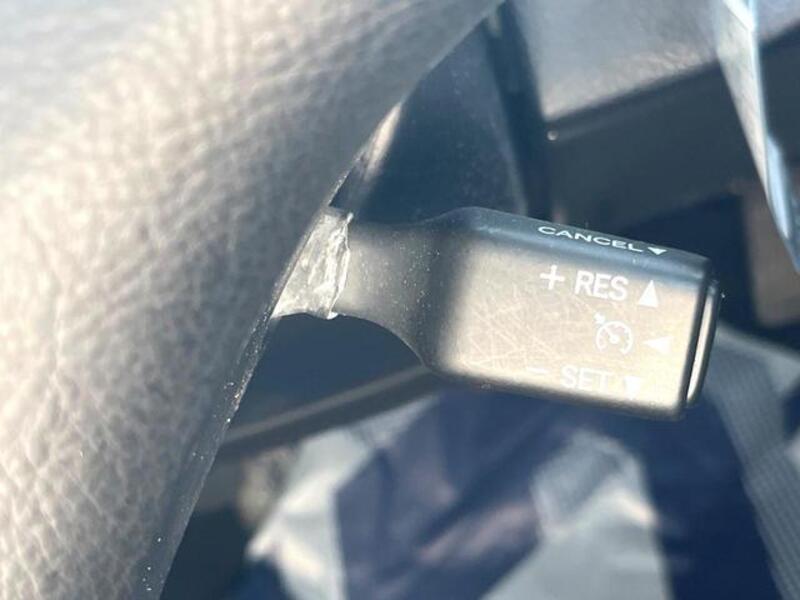 CANCEL
+ RES
- SET